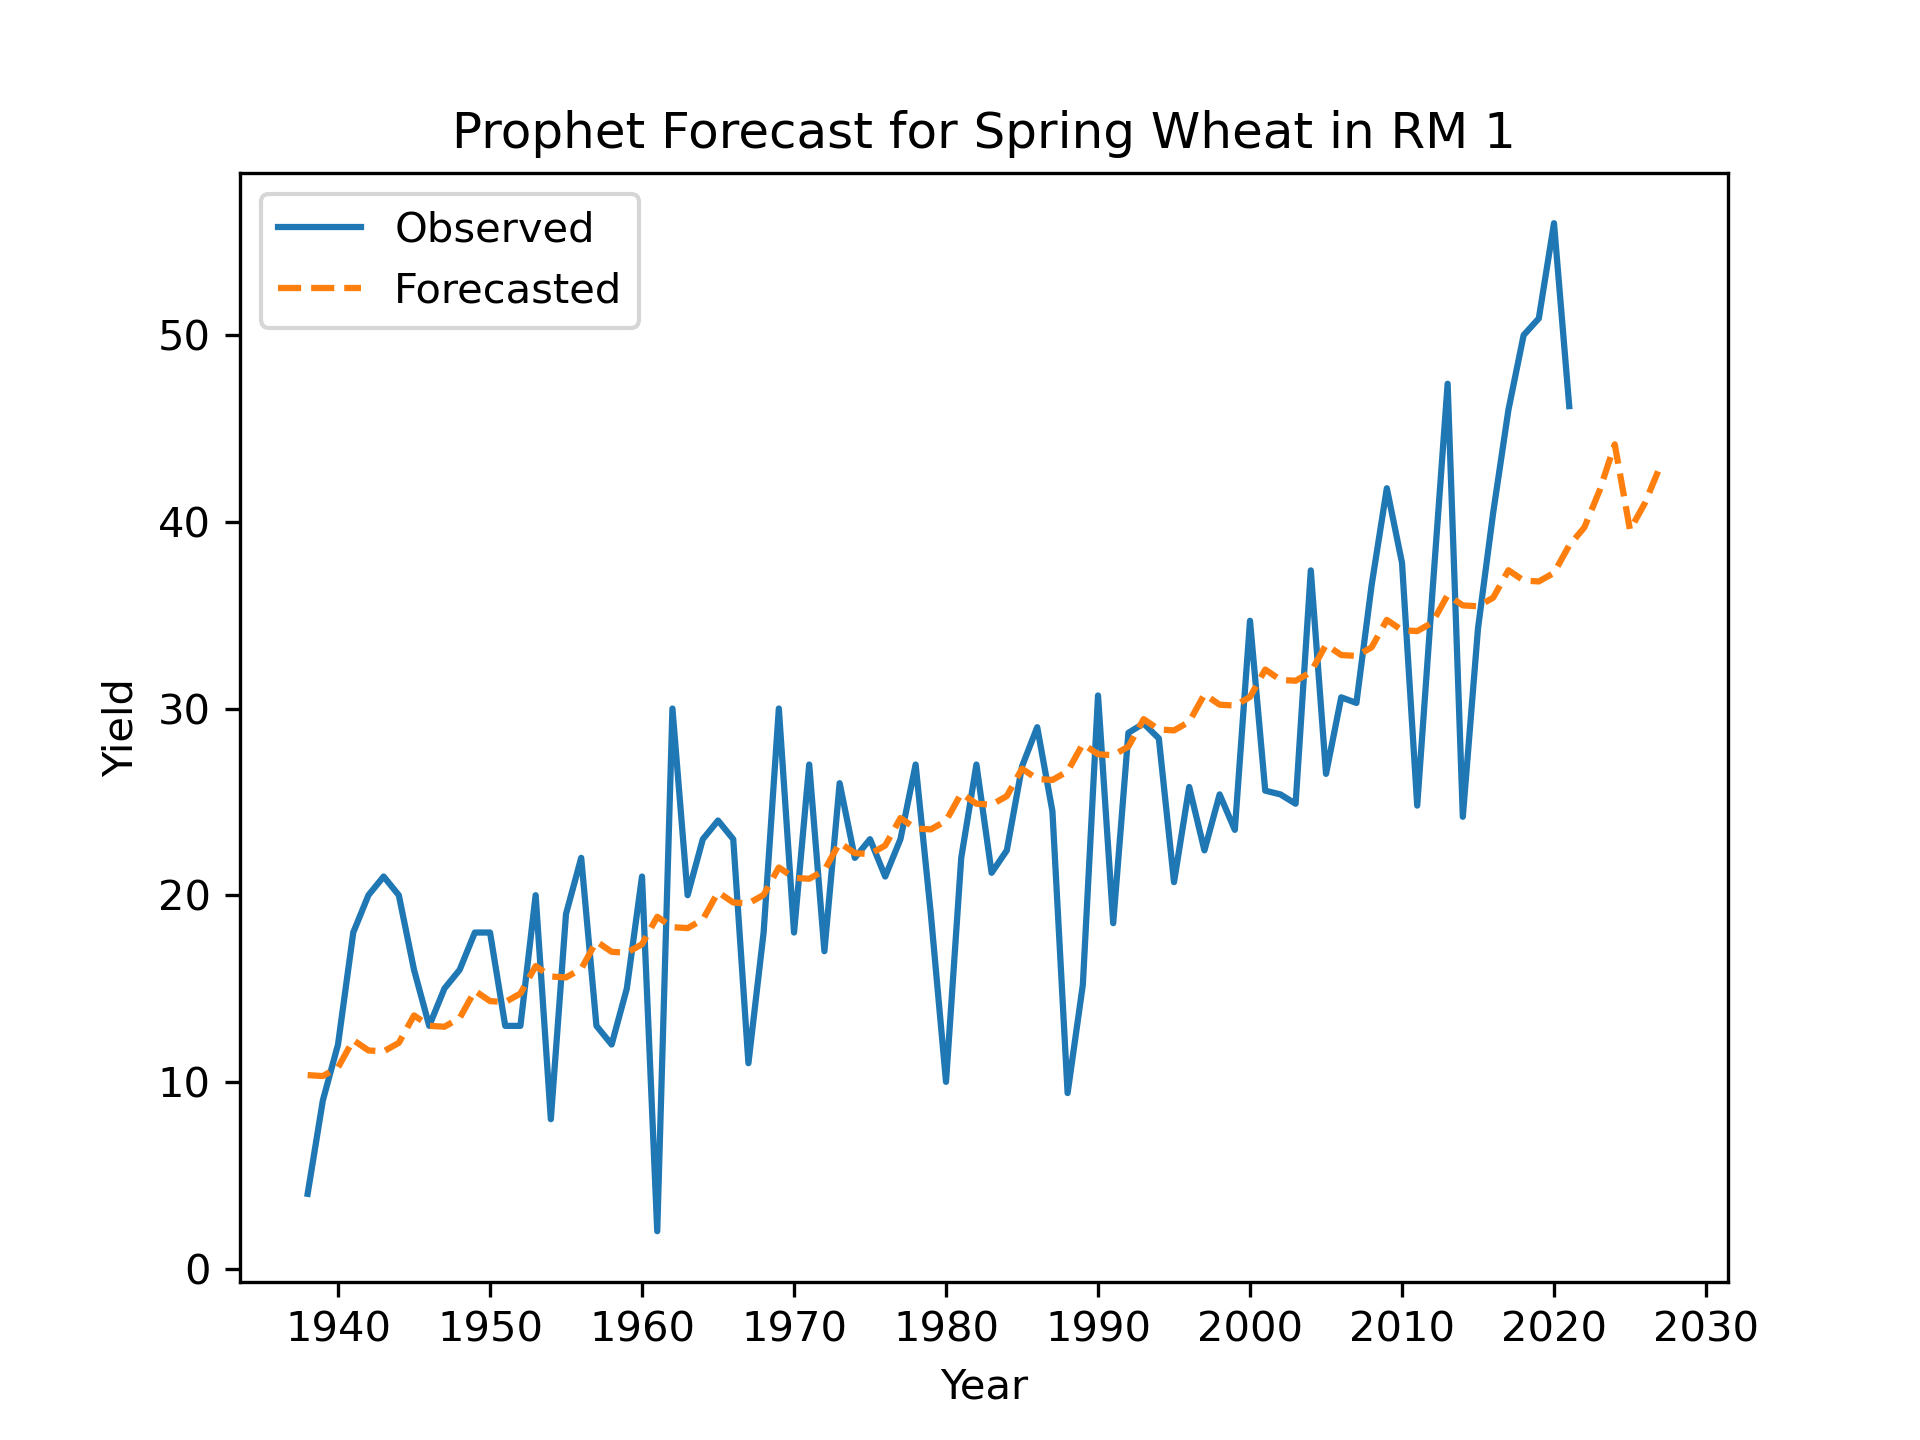 Prophet Forecast for Spring Wheat in RM 1
Observed
Forecasted
50
40
30
20
10
0
Yield
1940 1950 1960 1970 1980 1990 2000 2010 2020 2030
Year